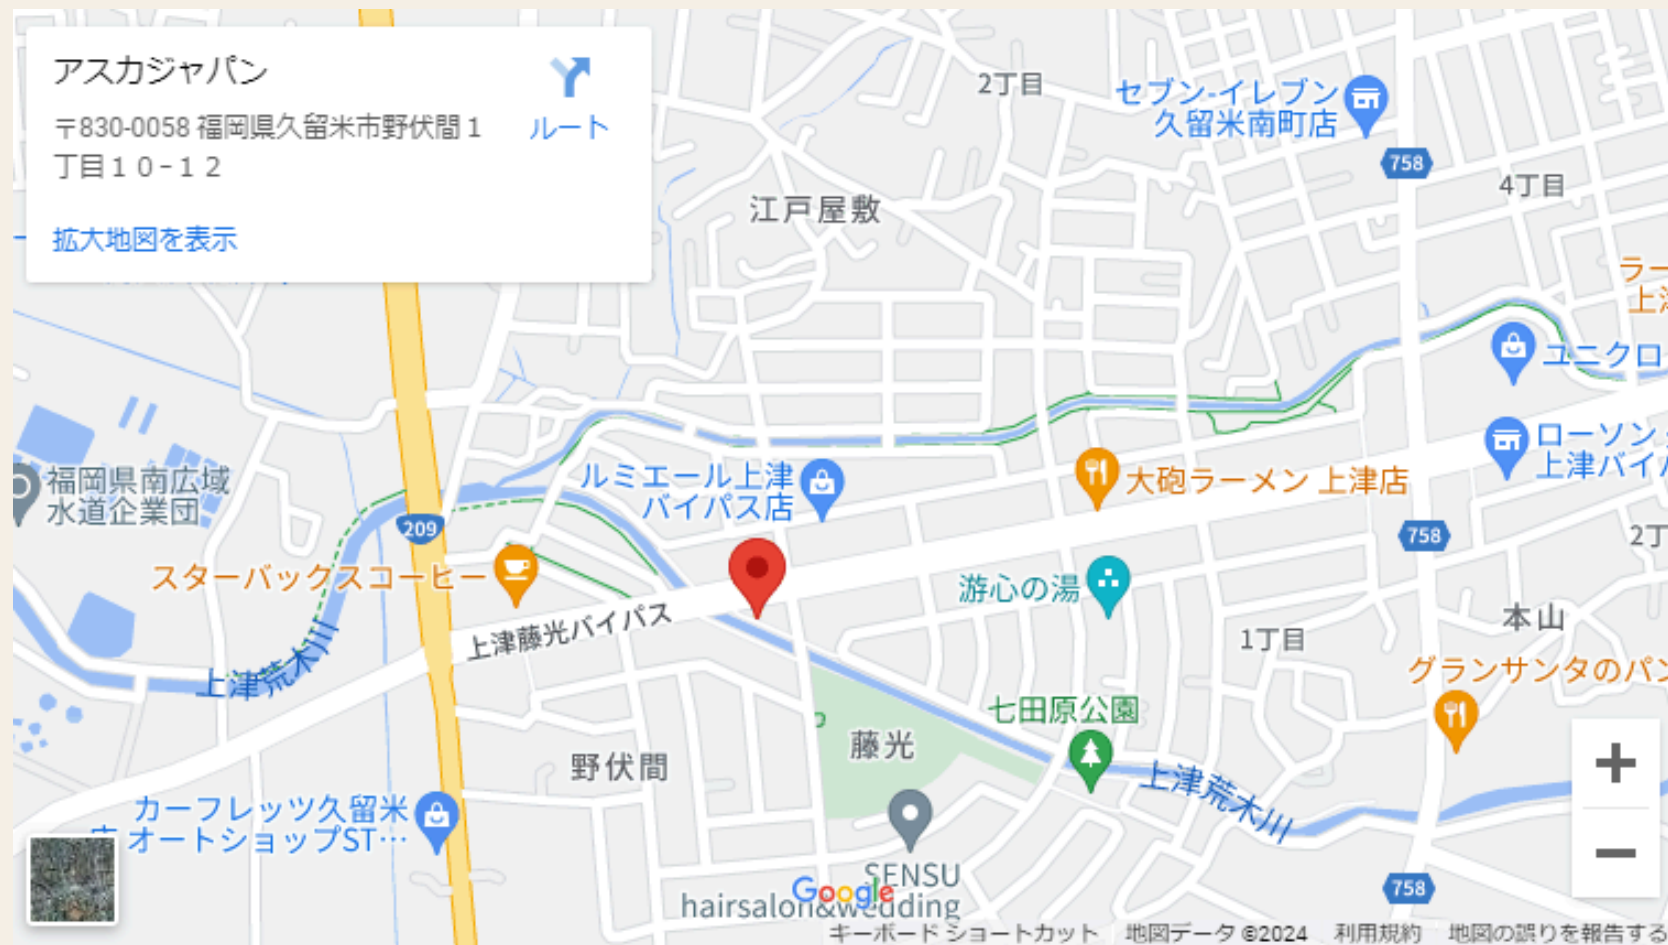 アスカジャパン
〒830-0058 福岡県久留米市野伏間１
丁目１０−１２
ルート
拡大地図を表示
2丁目
セブン-イレブン
久留米南町店
758
4丁目
江戸屋敷
ラー
上津
ユニクロ
ローソン
上津バイパ
福岡県南広域
水道企業団
ルミエール上津
バイパス店
大砲ラーメン 上津店
209
758
2丁
スターバックスコーヒー
游心の湯
上津藤光バイパス
本山
1丁目
上津荒木川
グランサンタのパン
七田原公園
藤光
野伏間
上津荒木川
カーフレッツ久留米
店 オートショップST…
SENSU
hairsalon&wedding
758
Google
キーボード ショートカット
地図データ ©2024
利用規約
地図の誤りを報告する